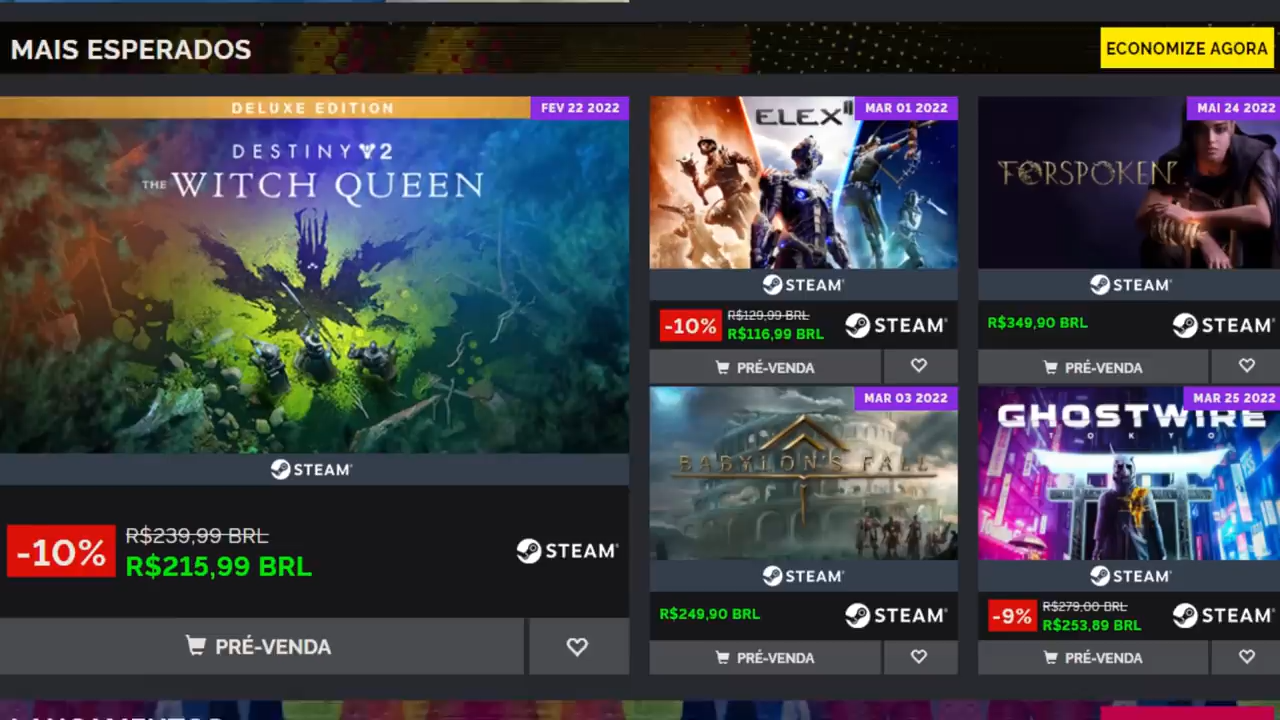 MAIS ESPERADOS
ECONOMIZE AGORA
DELUXE EDITION
FEV 22 2022
DESTINY 2
THE WITCH QUEEN
STEAM
-10%
R$239,99 BRL
R$215,99 BRL
STEAM
PRÉ-VENDA
ELEX II
MAR 01 2022
STEAM
-10%
R$129,99 BRL
R$116,99 BRL
STEAM
PRÉ-VENDA
MAI 24 2022
FORSPOKEN
STEAM
R$349,90 BRL
STEAM
PRÉ-VENDA
MAR 03 2022
BABYLON'S FALL
STEAM
R$249,90 BRL
STEAM
PRÉ-VENDA
MAR 25 2022
GHOSTWIRE
TOKYO
STEAM
-9%
R$279,00 BRL
R$253,89 BRL
STEAM
PRÉ-VENDA